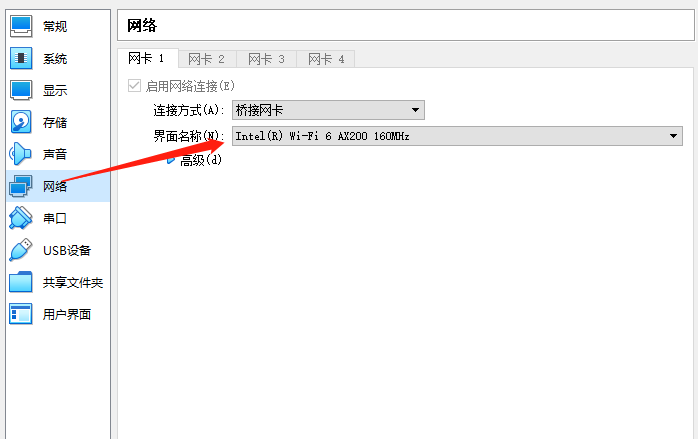 常规
系统
显示
存储
声音
网络
串口
USB设备
共享文件夹
用户界面
网络
网卡 1 网卡 2 网卡 3 网卡 4
启用网络连接(E)
连接方式(A): 桥接网卡
界面名称(N): Intel(R) Wi-Fi 6 AX200 160MHz
高级(d)